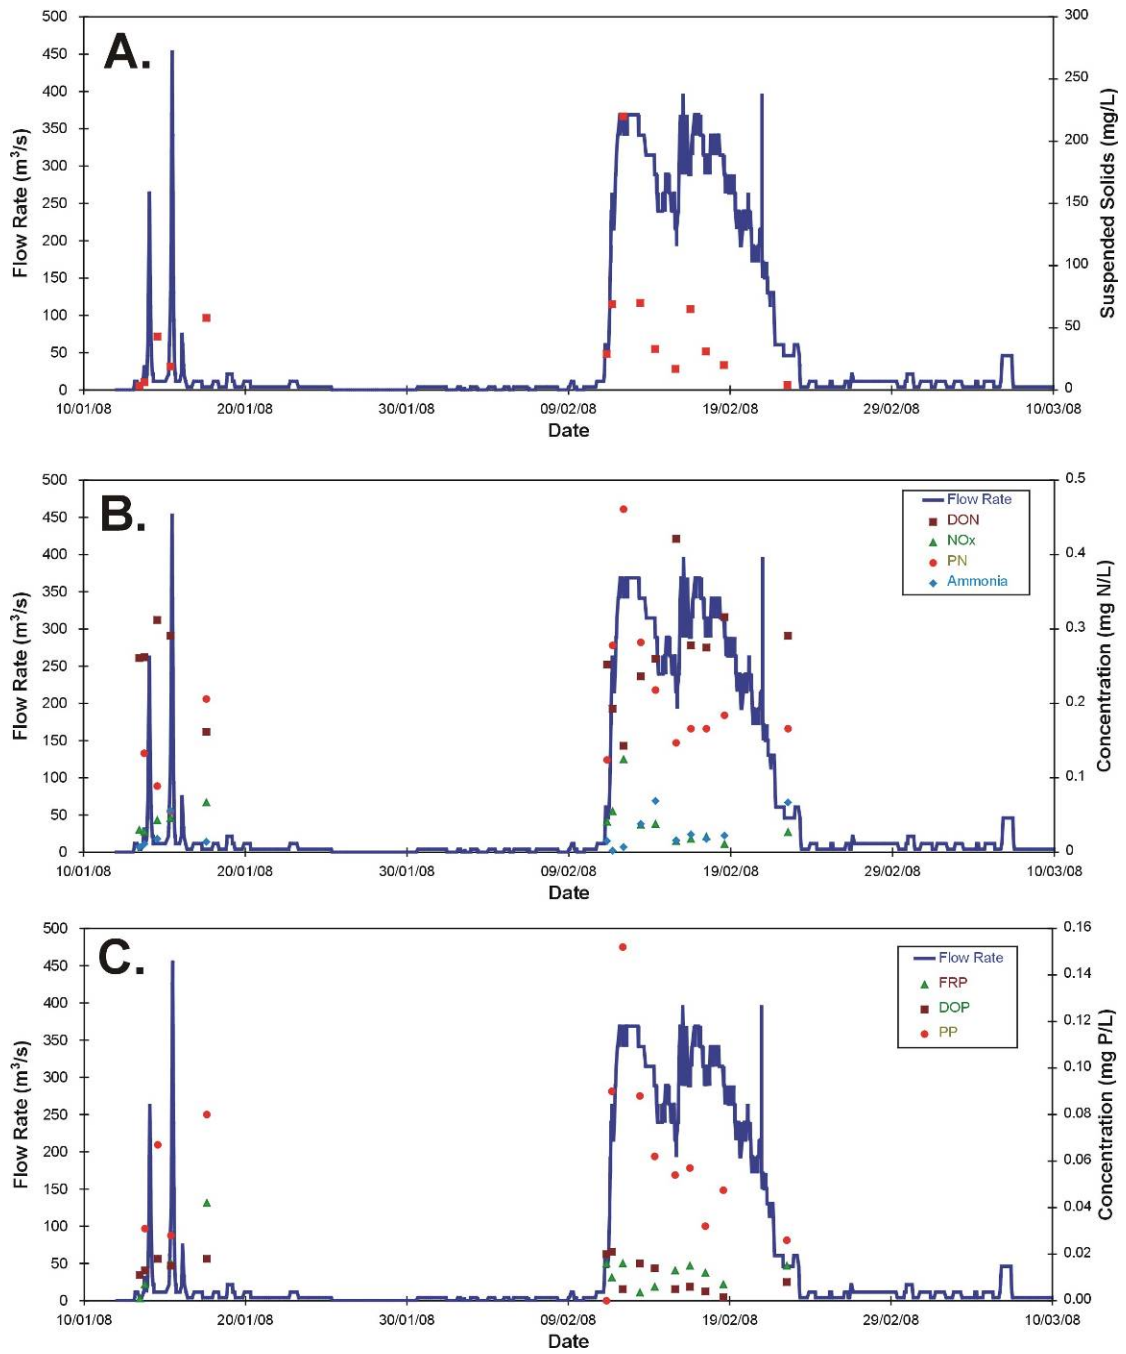 A.
500
450
400
350
300
250
200
150
100
50
0
Flow Rate (m³/s)
300
250
200
150
100
50
0
Suspended Solids (mg/L)
10/01/08 20/01/08 30/01/08 09/02/08 19/02/08 29/02/08 10/03/08
Date
B.
500
450
400
350
300
250
200
150
100
50
0
Flow Rate (m³/s)
Flow Rate
DON
NOx
PN
Ammonia
0.5
0.4
0.3
0.2
0.1
0
Concentration (mg N/L)
10/01/08 20/01/08 30/01/08 09/02/08 19/02/08 29/02/08 10/03/08
Date
C.
500
450
400
350
300
250
200
150
100
50
0
Flow Rate (m³/s)
Flow Rate
FRP
DOP
PP
0.16
0.14
0.12
0.10
0.08
0.06
0.04
0.02
0.00
Concentration (mg P/L)
10/01/08 20/01/08 30/01/08 09/02/08 19/02/08 29/02/08 10/03/08
Date